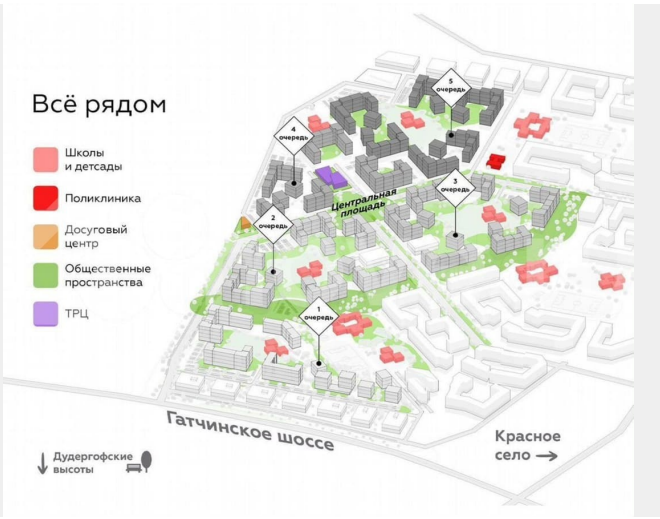 Всё рядом
Школы
и детсады
Поликлиника
Досуговый
центр
Общественные
пространства
ТРЦ
5
очередь
4
очередь
3
очередь
Центральная
площадь
2
очередь
1
очередь
Гатчинское шоссе
Дудергофские
высоты
Красное
село